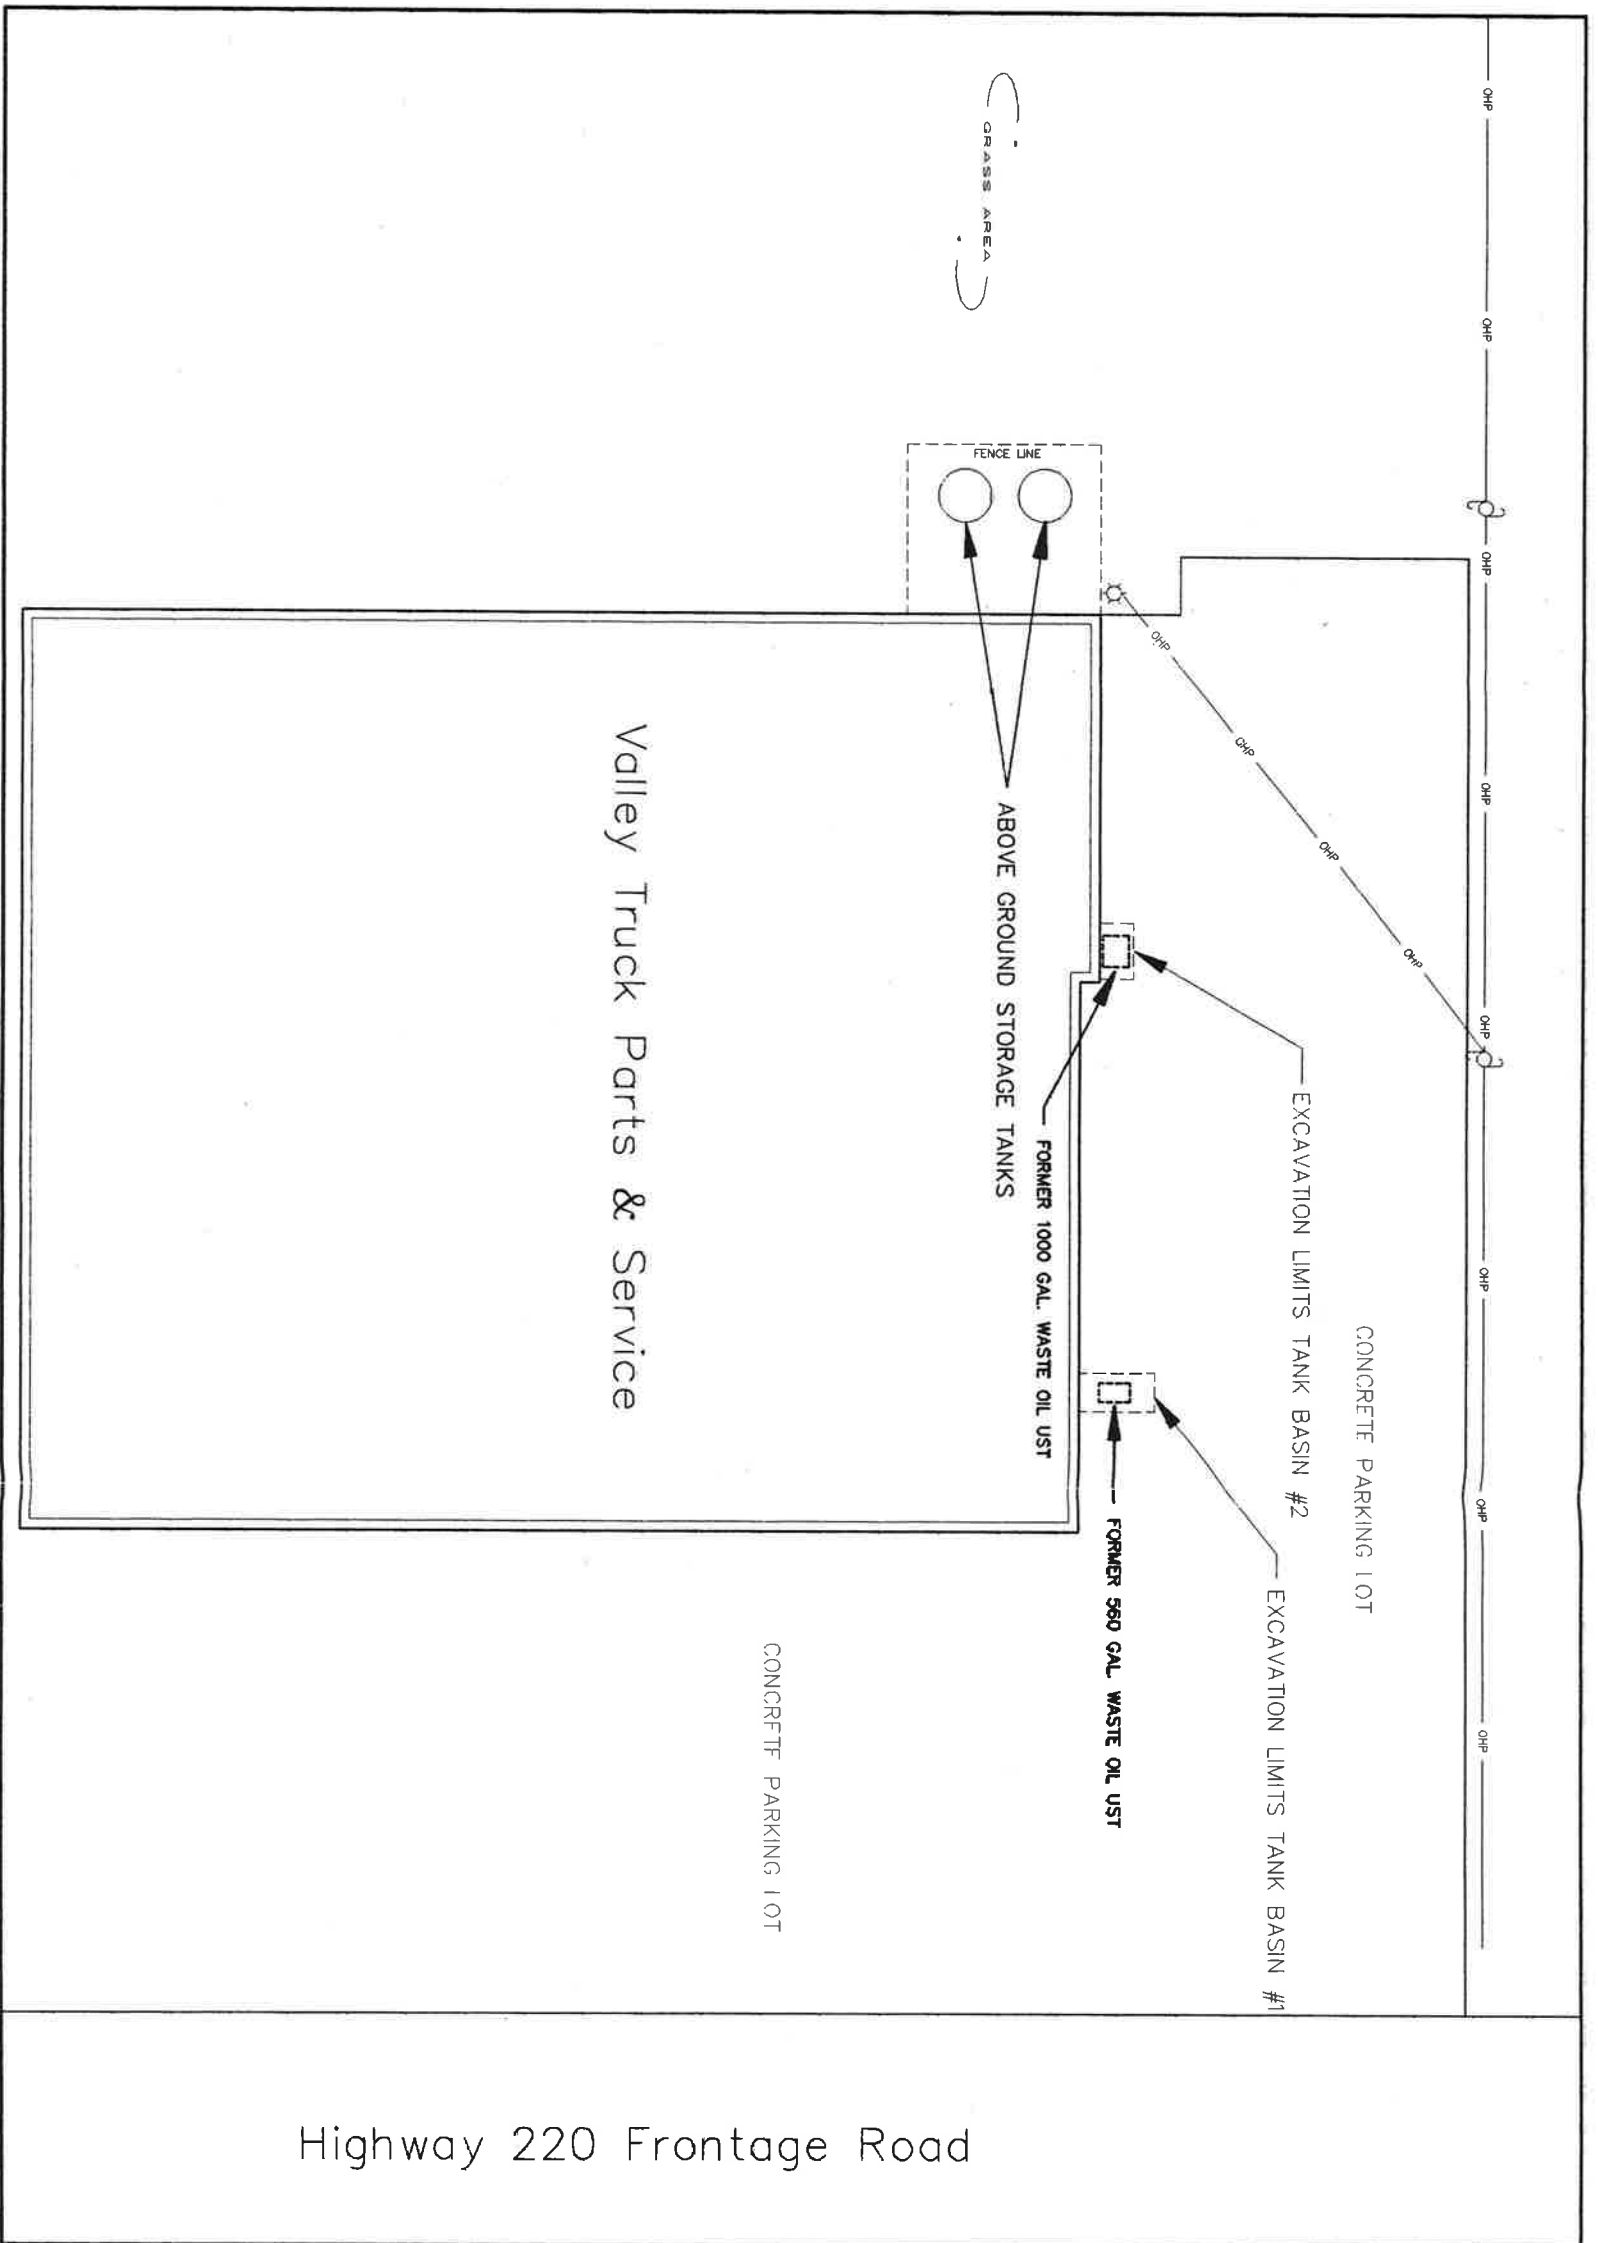 OHP
OHP
OHP
OHP
OHP
OHP
OHP
OHP
OHP
OHP
OHP
OHP
GRASS AREA
FENCE LINE
ABOVE GROUND STORAGE TANKS
FORMER 1000 GAL. WASTE OIL UST
EXCAVATION LIMITS TANK BASIN #2
CONCRETE PARKING LOT
Valley Truck Parts & Service
FORMER 560 GAL. WASTE OIL UST
EXCAVATION LIMITS TANK BASIN #1
CONCRETE PARKING LOT
Highway 220 Frontage Road